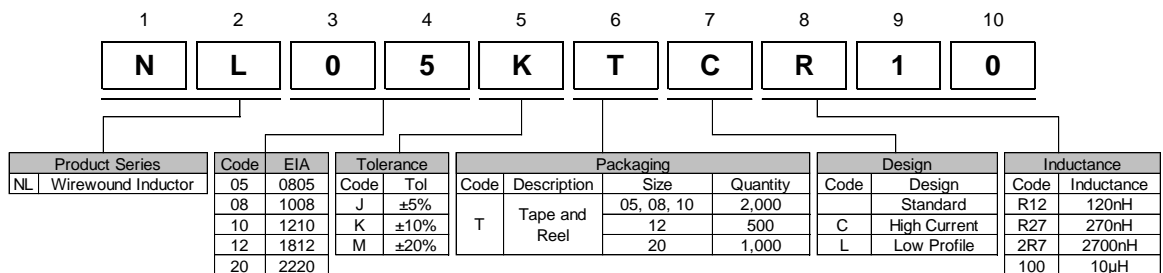 1 2 3 4 5 6 7 8 9 10
N L 0 5 K T C R 1 0
Product Series Code EIA Tolerance Packaging Design Inductance
NL Wirewound Inductor 05 0805 Code Tol Code Description Size Quantity Code Design Code Inductance
08 1008 J ±5% T Tape and Reel 05, 08, 10 2,000 Standard R12 120nH
10 1210 K ±10% 12 500 C High Current R27 270nH
12 1812 M ±20% 20 1,000 L Low Profile 2R7 2700nH
20 2220 100 10µH